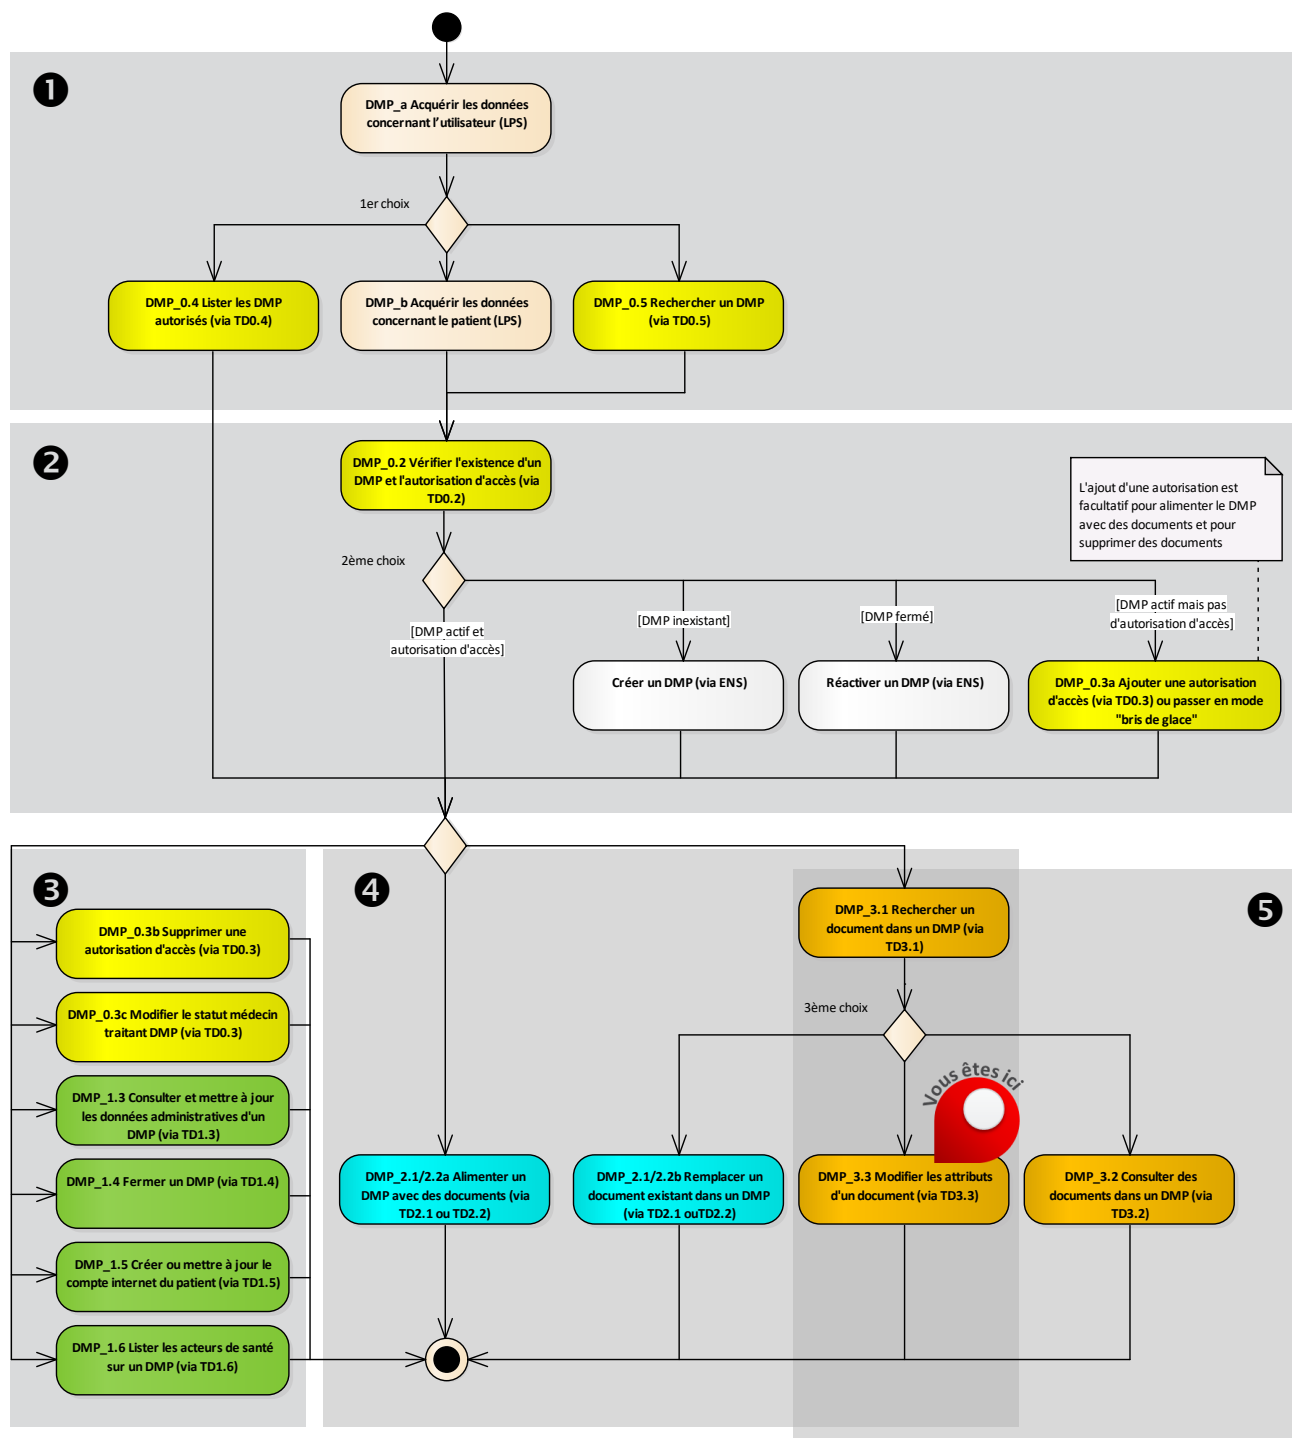 ❶
DMP_a Acquérir les données
concernant l'utilisateur (LPS)
1er choix
DMP_0.4 Lister les DMP
autorisés (via TD0.4)
DMP_b Acquérir les données
concernant le patient (LPS)
DMP_0.5 Rechercher un DMP
(via TD0.5)
❷
DMP_0.2 Vérifier l'existence d'un
DMP et l'autorisation d'accès (via
TD0.2)
L'ajout d'une autorisation est
facultatif pour alimenter le DMP
avec des documents et pour
supprimer des documents
2ème choix
[DMP actif et
autorisation d'accès]
[DMP inexistant]
[DMP fermé]
[DMP actif mais pas
d'autorisation d'accès]
Créer un DMP (via ENS)
Réactiver un DMP (via ENS)
DMP_0.3a Ajouter une autorisation
d'accès (via TD0.3) ou passer en mode
"bris de glace"
❸
DMP_0.3b Supprimer une
autorisation d'accès (via TD0.3)
DMP_0.3c Modifier le statut médecin
traitant DMP (via TD0.3)
DMP_1.3 Consulter et mettre à jour
les données administratives d'un
DMP (via TD1.3)
DMP_1.4 Fermer un DMP (via TD1.4)
DMP_1.5 Créer ou mettre à jour le
compte internet du patient (via TD1.5)
DMP_1.6 Lister les acteurs de santé
sur un DMP (via TD1.6)
❹
❺
DMP_3.1 Rechercher un
document dans un DMP (via
TD3.1)
3ème choix
Vous êtes ici
DMP_2.1/2.2a Alimenter un
DMP avec des documents (via
TD2.1 ou TD2.2)
DMP_2.1/2.2b Remplacer un
document existant dans un DMP
(via TD2.1 ouTD2.2)
DMP_3.3 Modifier les attributs
d'un document (via TD3.3)
DMP_3.2 Consulter des
documents dans un DMP (via
TD3.2)